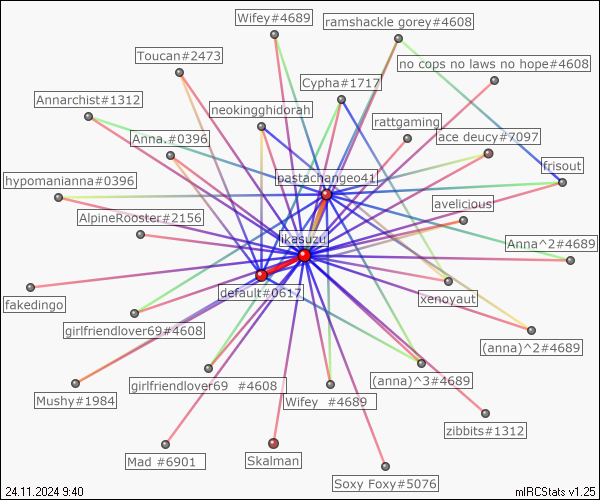 Wifey#4689
ramshackle gorey#4608
Toucan#2473
no cops no laws no hope#4608
Cypha#1717
Annarchist#1312
neokingghidorah
rattgaming
Anna.#0396
ace deucy#7097
frisout
hypomanianna#0396
pastachangeo41
avelicious
AlpineRooster#2156
ikasuzu
Anna^2#4689
default#0617
xenoyaut
fakedingo
girlfriendlover69#4608
(anna)^2#4689
girlfriendlover69 #4608
(anna)^3#4689
Mushy#1984
Wifey #4689
zibbits#1312
Mad #6901
Skalman
Soxy Foxy#5076
24.11.2024 9:40
mIRCStats v1.25